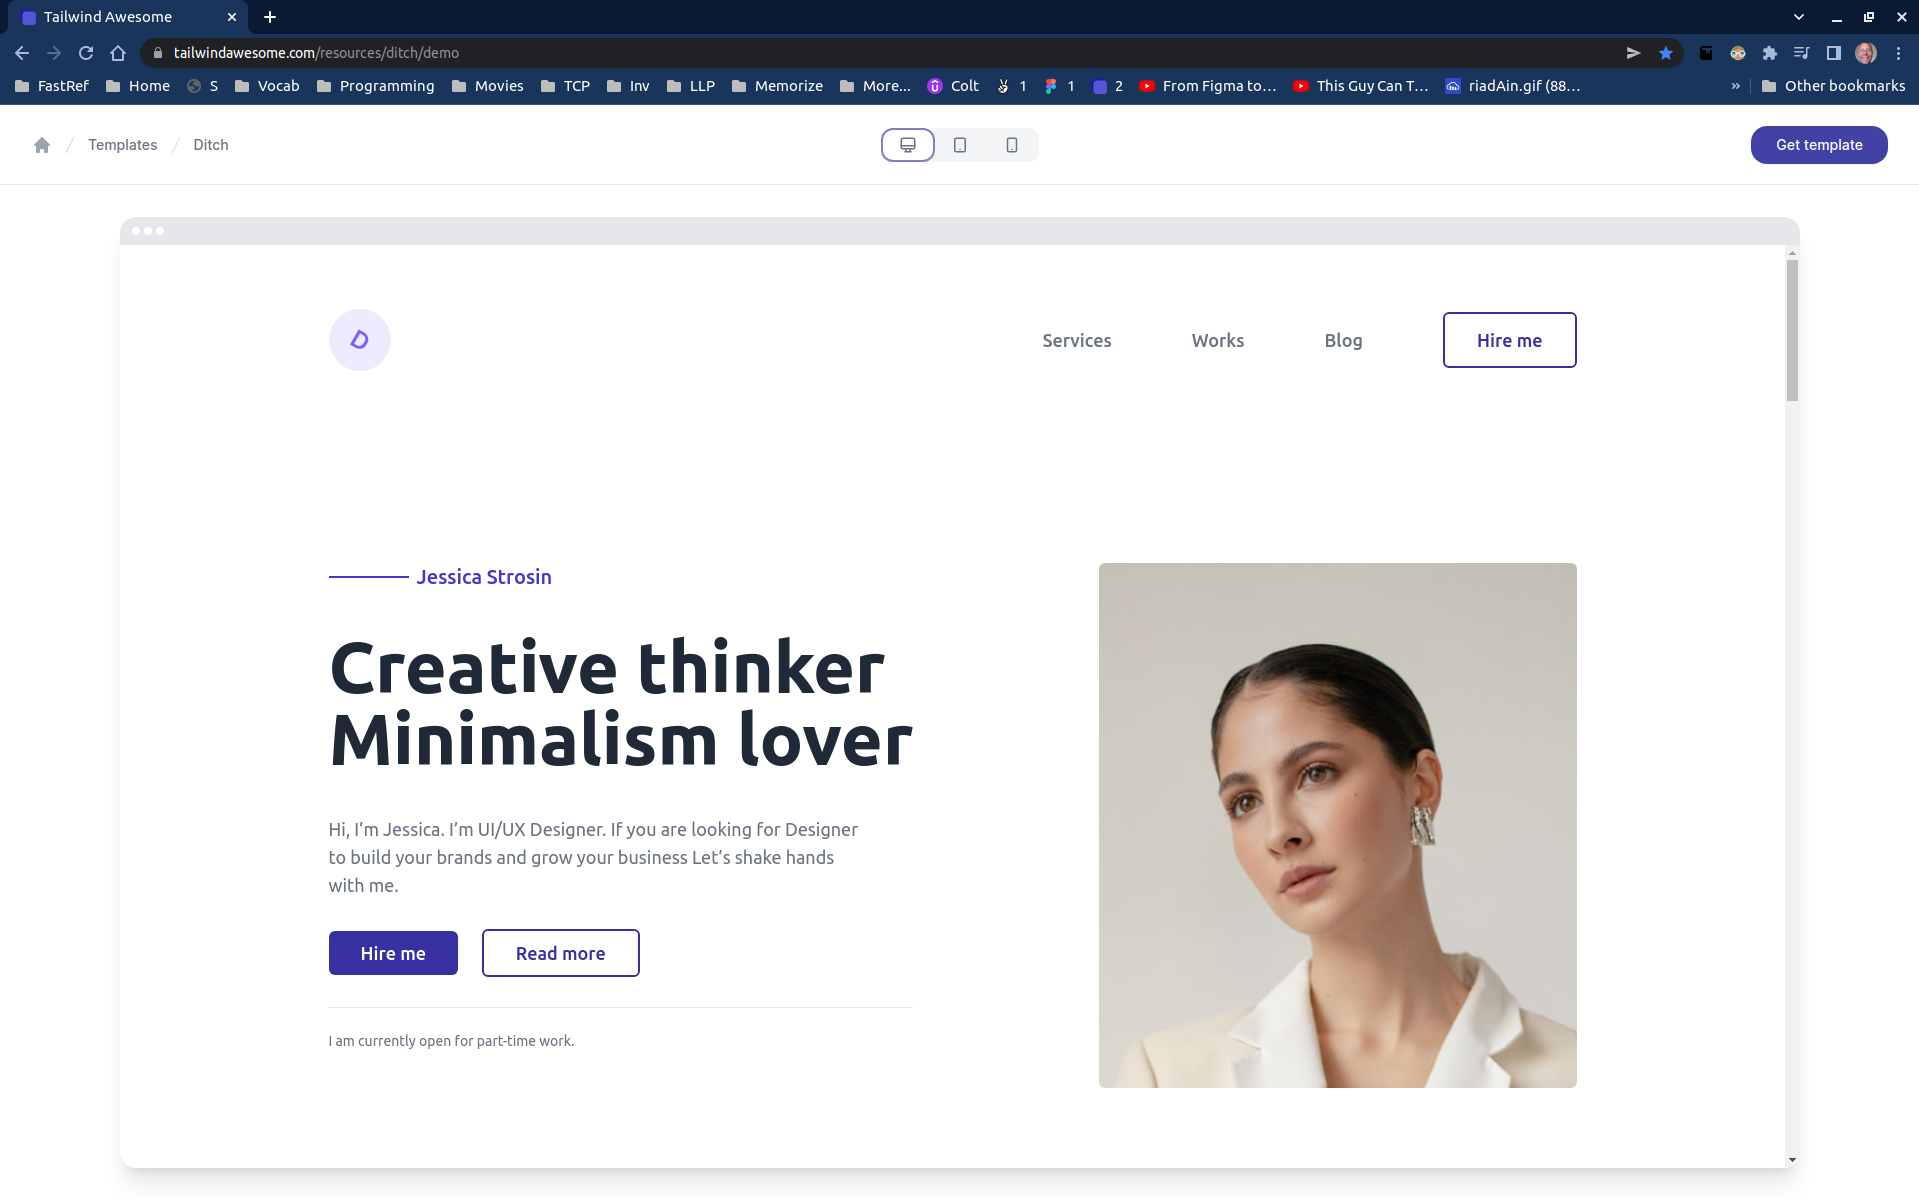 Tailwind Awesome
tailwindawesome.com/resources/ditch/demo
FastRef Home S Vocab Programming Movies TCP Inv LLP Memorize More... Colt 1 1 2 From Figma to... This Guy Can T... riadAin.gif (88... » Other bookmarks
/ Templates / Ditch
Get template
D
Services Works Blog Hire me
Jessica Strosin
Creative thinker
Minimalism lover
Hi, I’m Jessica. I’m UI/UX Designer. If you are looking for Designer
to build your brands and grow your business Let’s shake hands
with me.
Hire me Read more
I am currently open for part-time work.